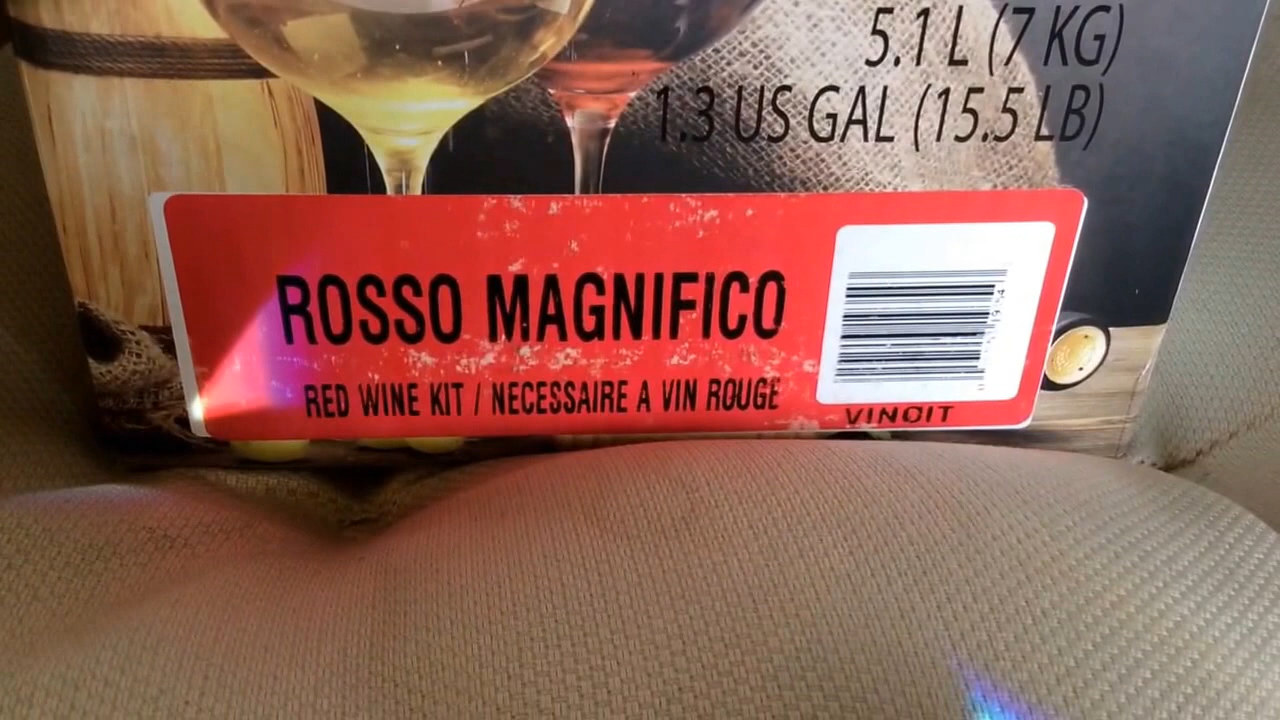 5.1 L (7 KG)
1.3 US GAL (15.5 LB)
ROSSO MAGNIFICO
RED WINE KIT / NECESSAIRE A VIN ROUGE
VINOIT